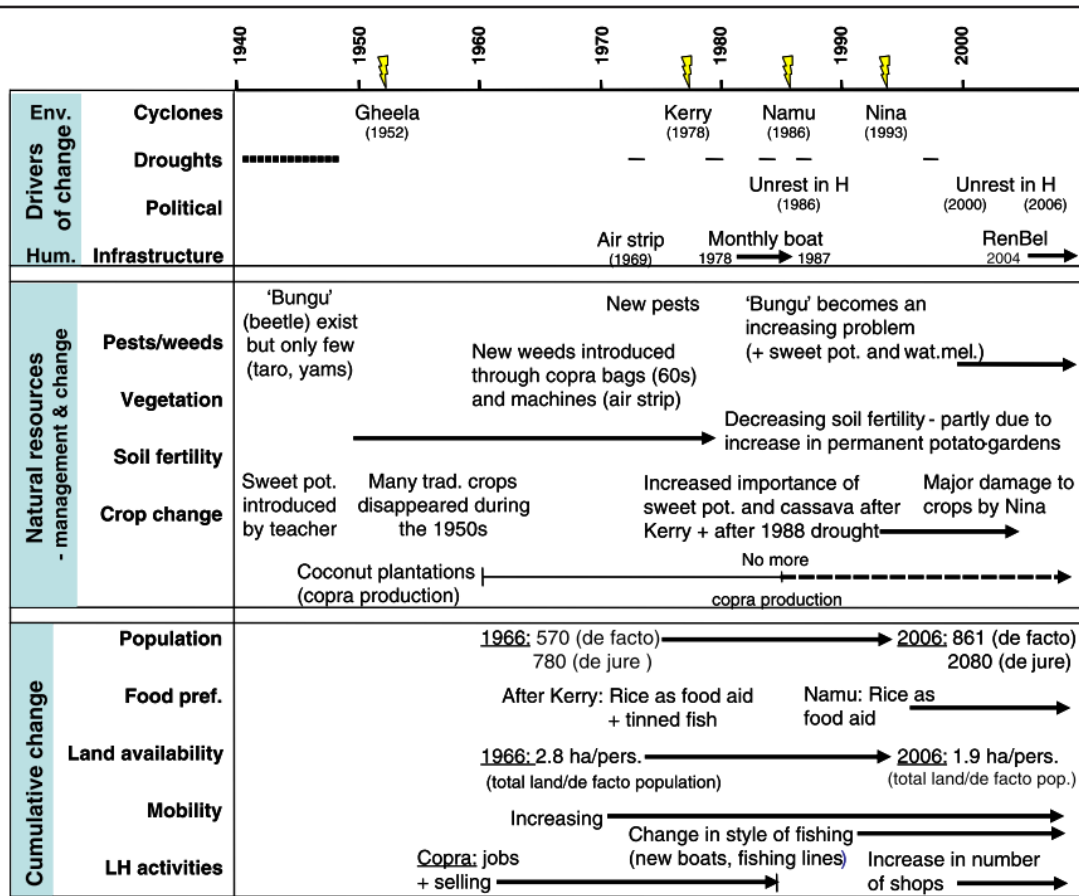 1940 1950 1960 1970 1980 1990 2000
Drivers of change
Env.
Hum.
Cyclones
Gheela Kerry Namu Nina
(1952) (1978) (1986) (1993)
Droughts
Political
Unrest in H Unrest in H
(1986) (2000) (2006)
Infrastructure
Air strip Monthly boat RenBel
(1969) 1978 1987 2004
Natural resources
- management & change
Pests/weeds
'Bungu'
(beetle) exist
but only few
(taro, yams)
New pests
'Bungu' becomes an
increasing problem
(+ sweet pot. and wat.mel.)
New weeds introduced
through copra bags (60s)
and machines (air strip)
Vegetation
Soil fertility
Decreasing soil fertility - partly due to
increase in permanent potato-gardens
Crop change
Sweet pot.
introduced
by teacher
Many trad. crops
disappeared during
the 1950s
Increased importance of
sweet pot. and cassava after
Kerry + after 1988 drought
Major damage to
crops by Nina
Coconut plantations
(copra production)
No more
copra production
Cumulative change
Population
1966: 570 (de facto) 2006: 861 (de facto)
780 (de jure ) 2080 (de jure)
Food pref.
After Kerry: Rice as food aid
+ tinned fish
Namu: Rice as
food aid
Land availability
1966: 2.8 ha/pers. 2006: 1.9 ha/pers.
(total land/de facto population) (total land/de facto pop.)
Mobility
Increasing
Change in style of fishing
(new boats, fishing lines)
LH activities
Copra: jobs
+ selling
Increase in number
of shops